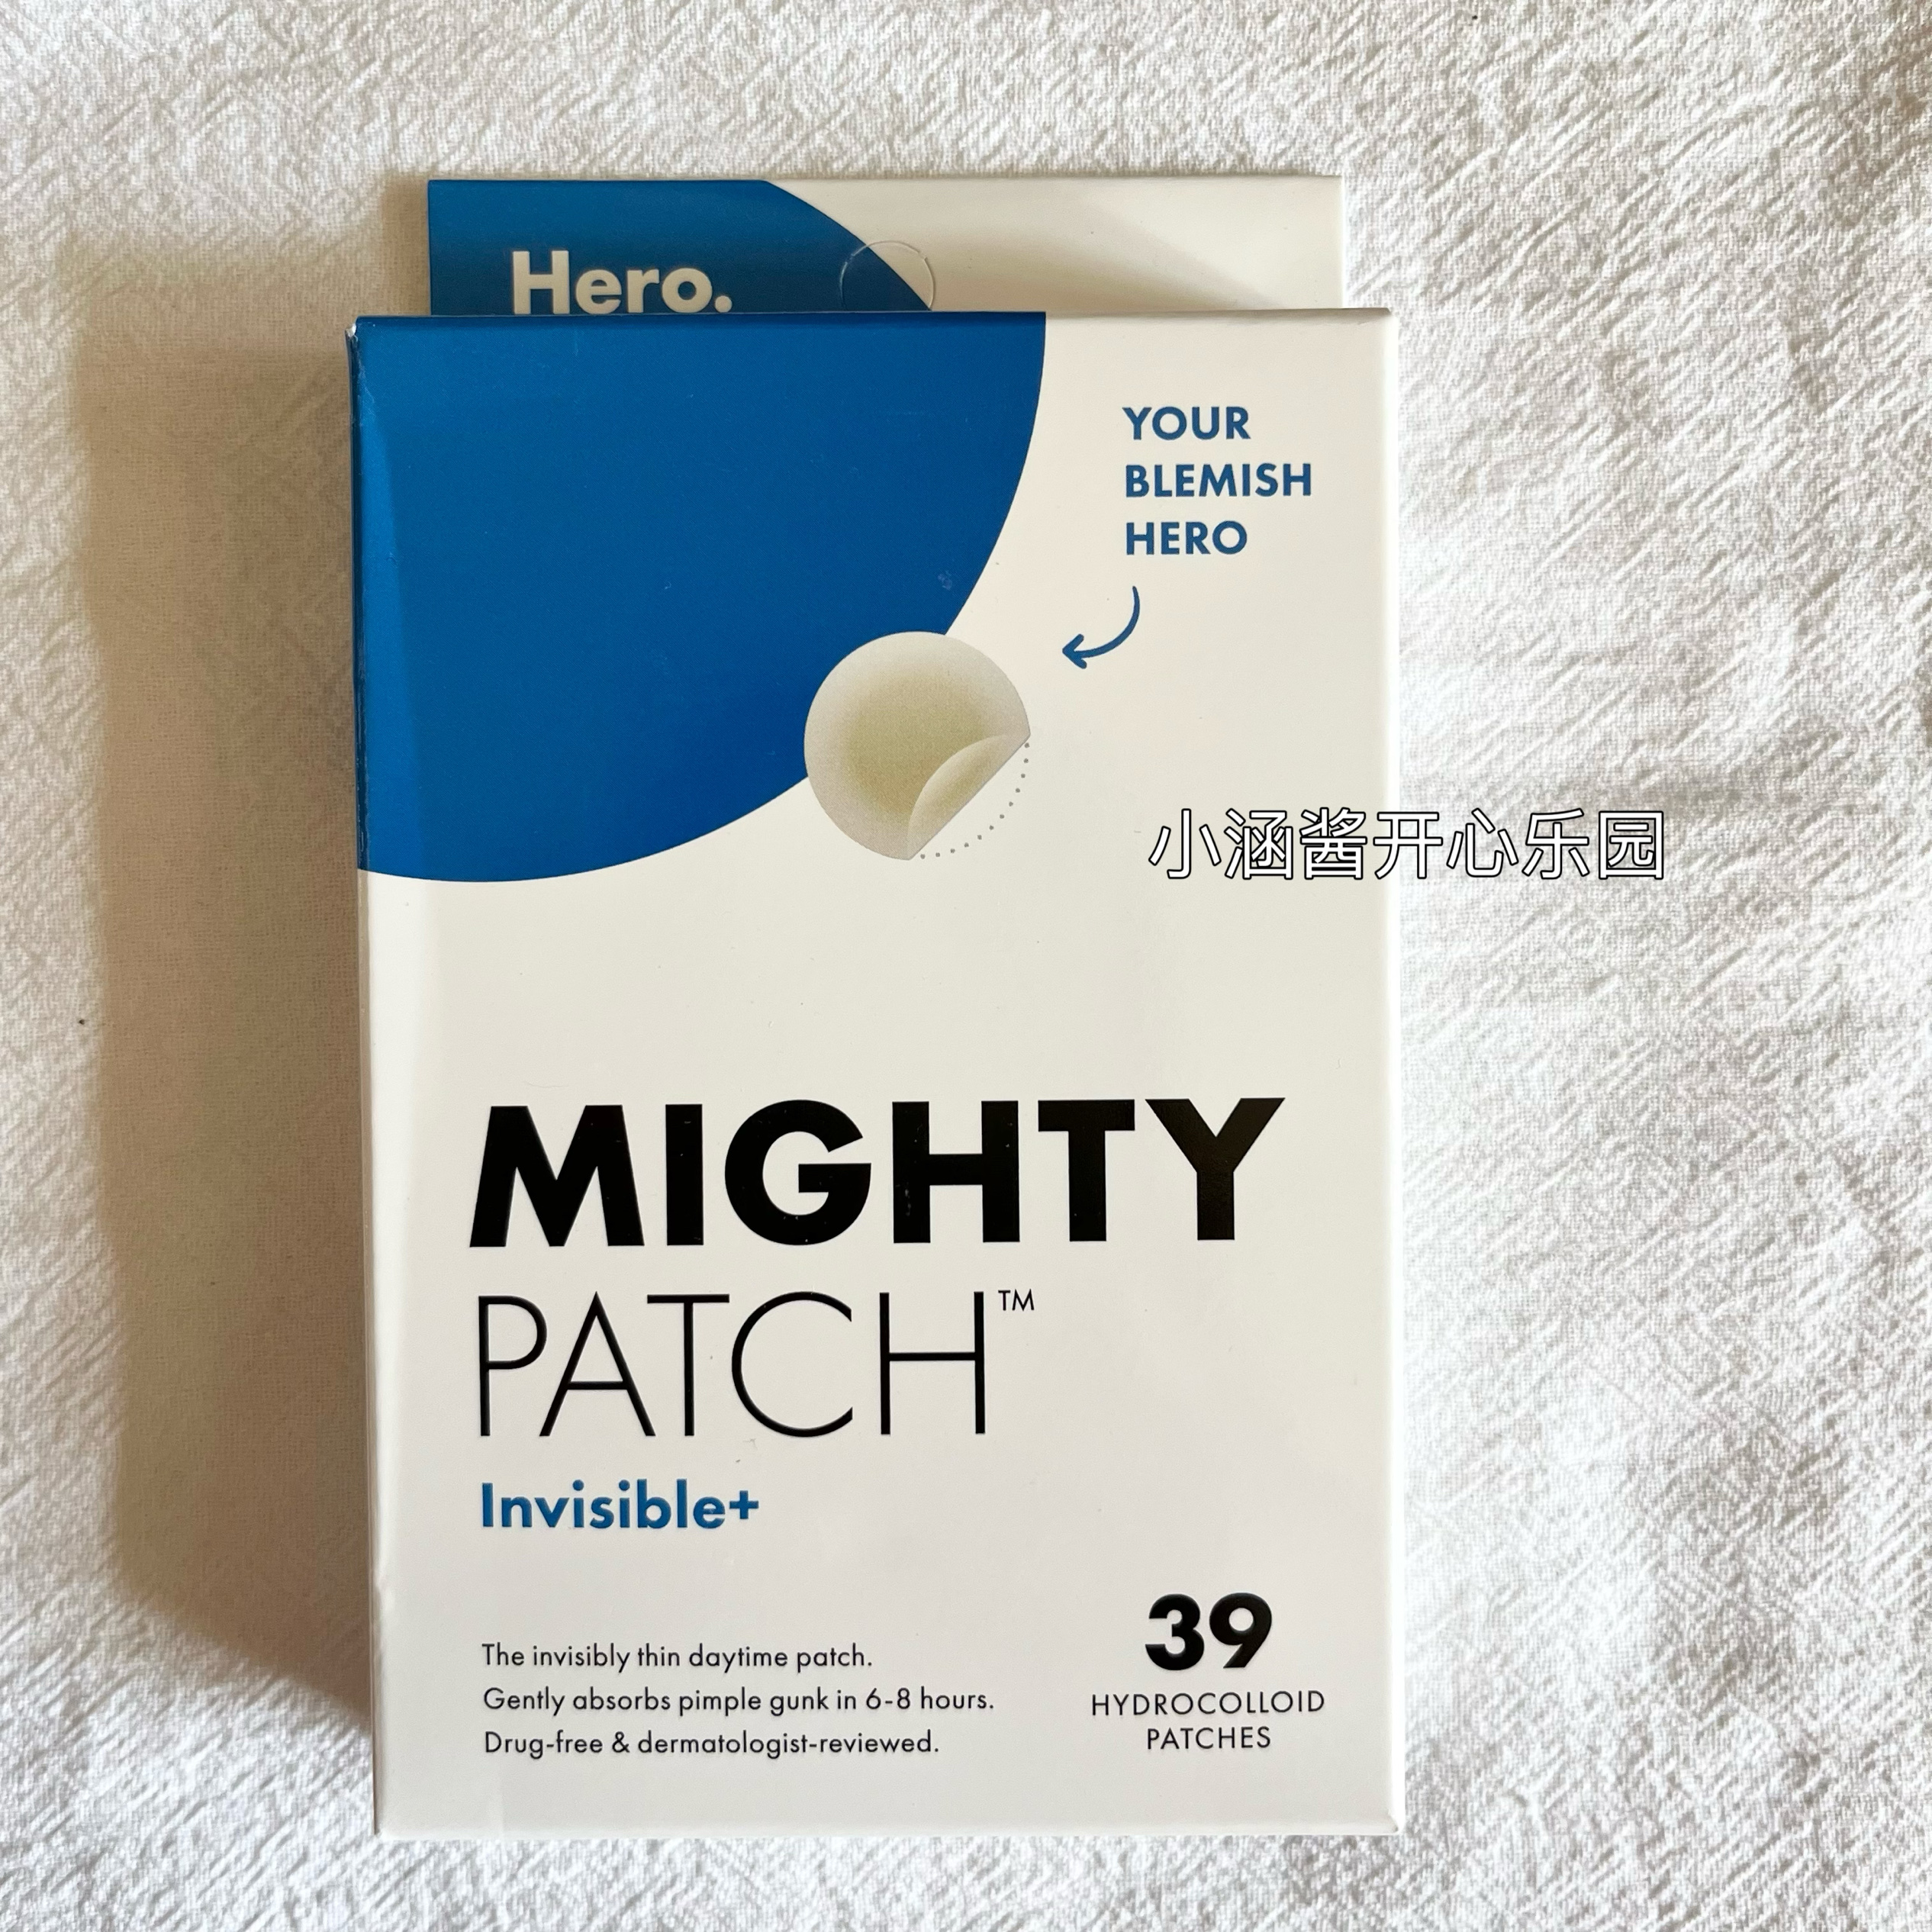 Hero.
YOUR
BLEMISH
HERO
小涵酱开心乐园
MIGHTY
PATCH™
Invisible+
The invisibly thin daytime patch.
Gently absorbs pimple gunk in 6-8 hours.
Drug-free & dermatologist-reviewed.
39
HYDROCOLLOID
PATCHES